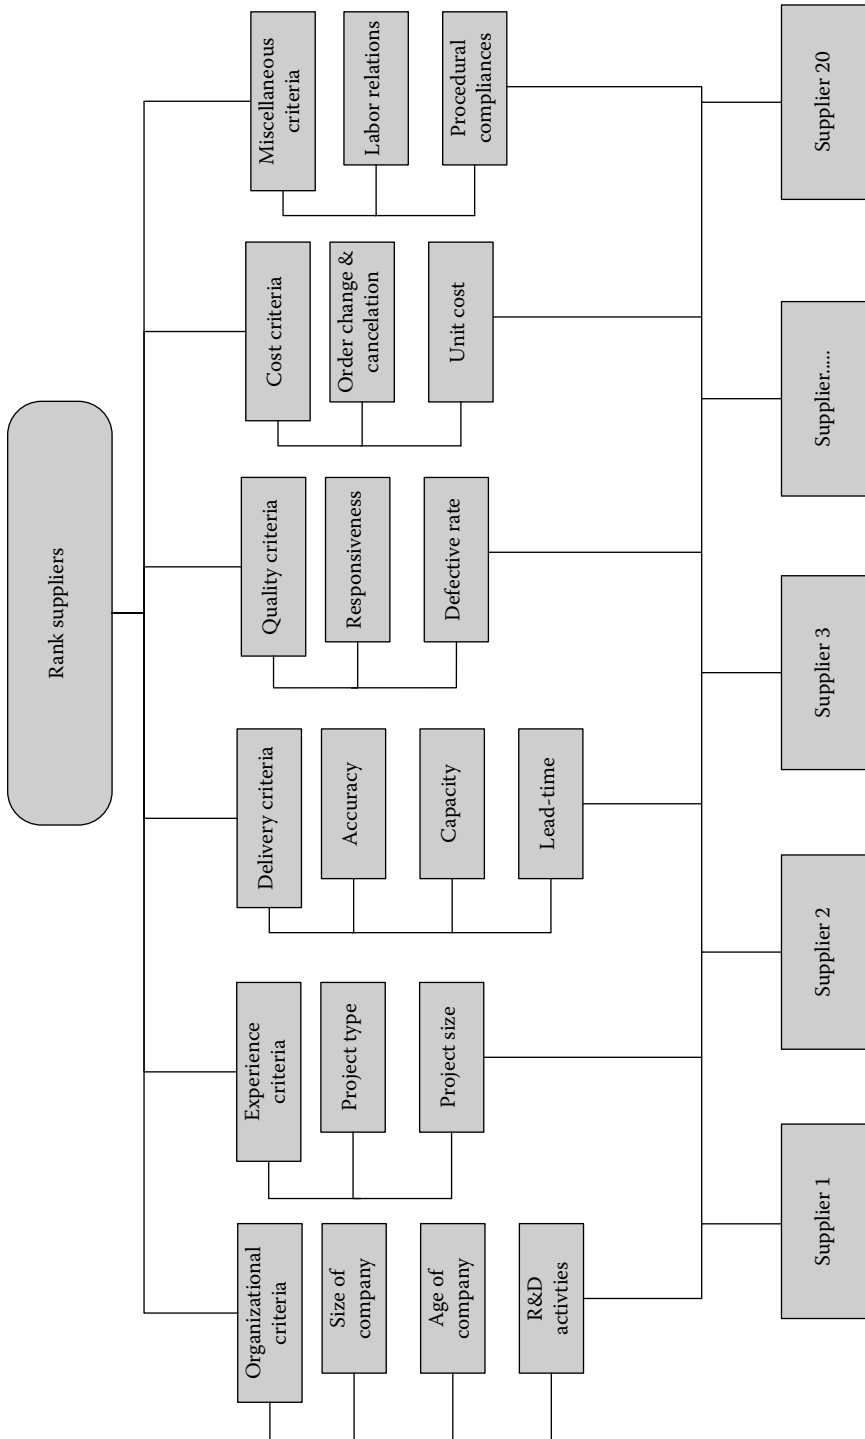 Rank suppliers
Organizational
criteria
Size of
company
Age of
company
R&D
activties
Experience
criteria
Project type
Project size
Delivery criteria
Accuracy
Capacity
Lead-time
Quality criteria
Responsiveness
Defective rate
Cost criteria
Order change &
cancelation
Unit cost
Miscellaneous
criteria
Labor relations
Procedural
compliances
Supplier 1
Supplier 2
Supplier 3
Supplier.....
Supplier 20